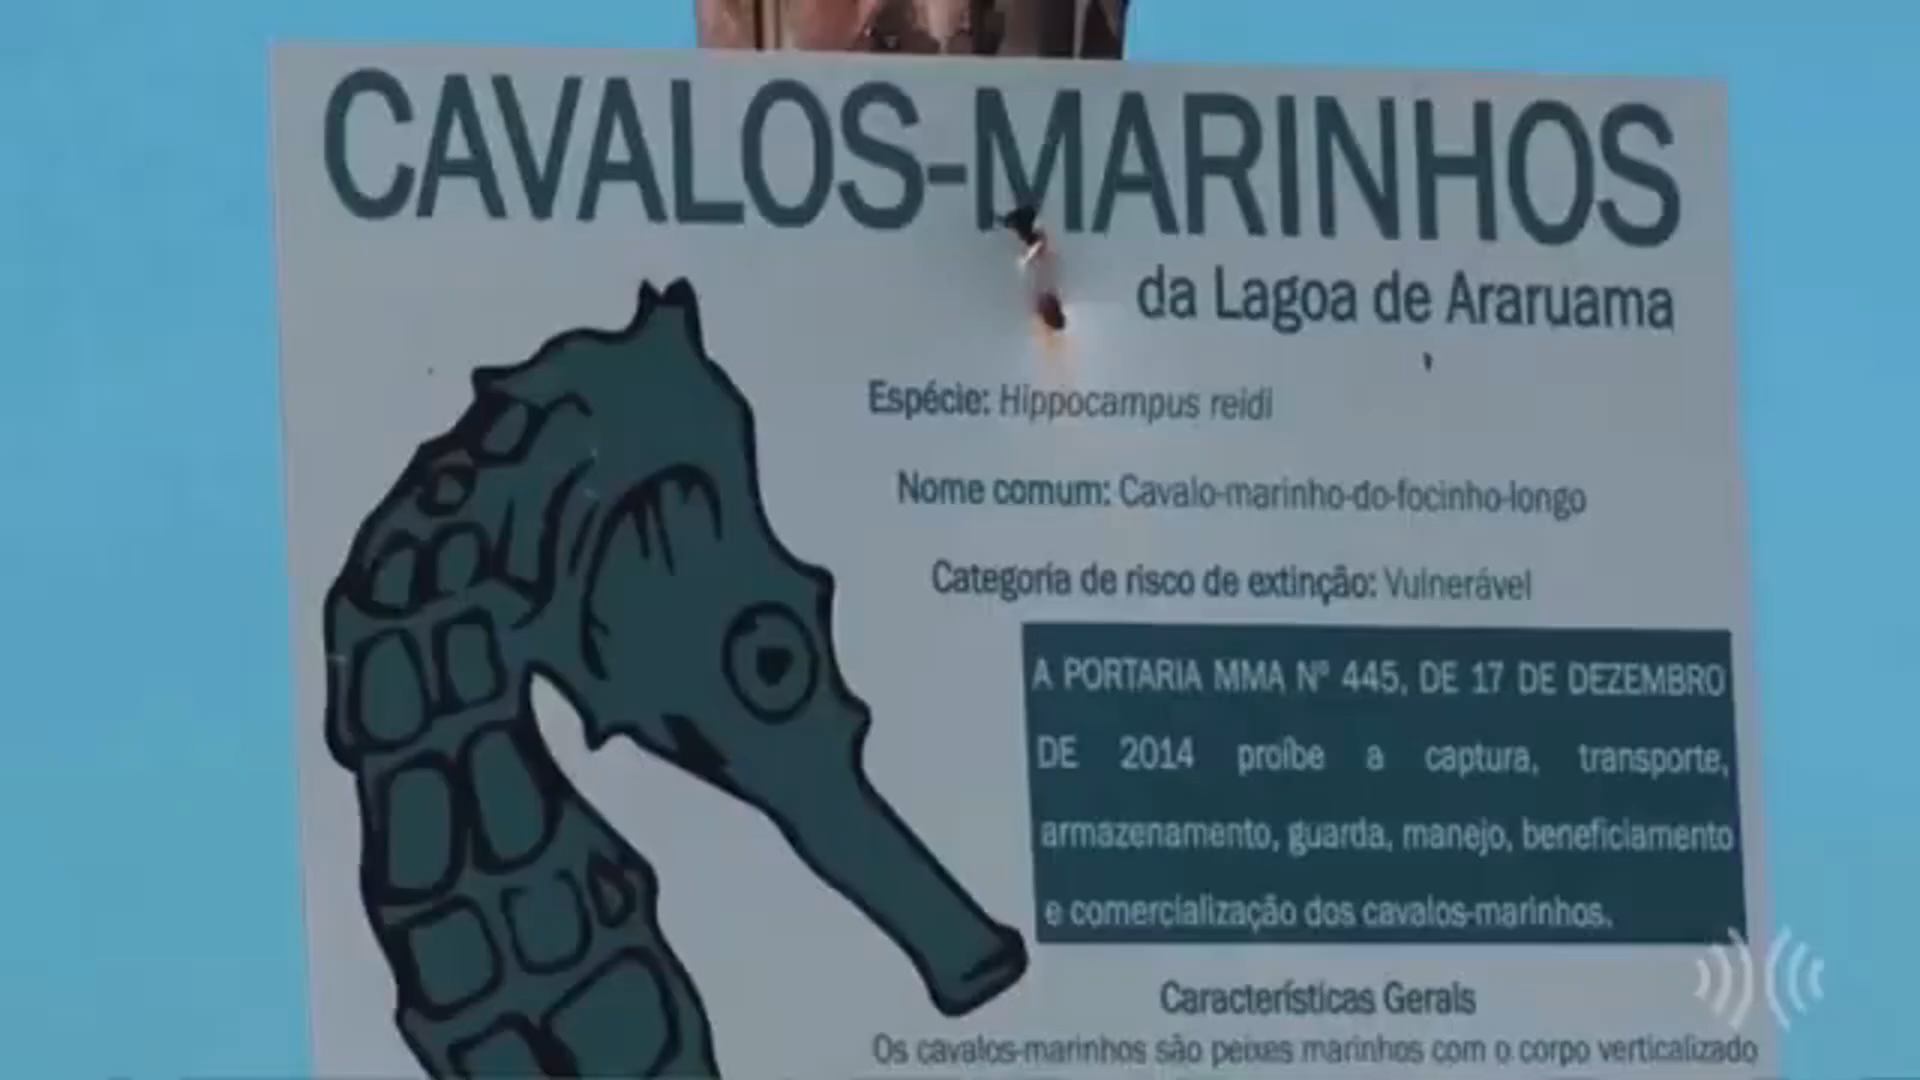 CAVALOS-MARINHOS
da Lagoa de Araruama
Espécie: Hippocampus reidi
Nome comum: Cavalo-marinho-do-focinho-longo
Categoria de risco de extinção: Vulnerável
A PORTARIA MMA Nº 445, DE 17 DE DEZEMBRO
DE 2014 proíbe a captura, transporte,
armazenamento, guarda, manejo, beneficiamento
e comercialização dos cavalos-marinhos.
Características Gerais
Os cavalos-marinhos são peixes marinhos com o corpo verticalizado